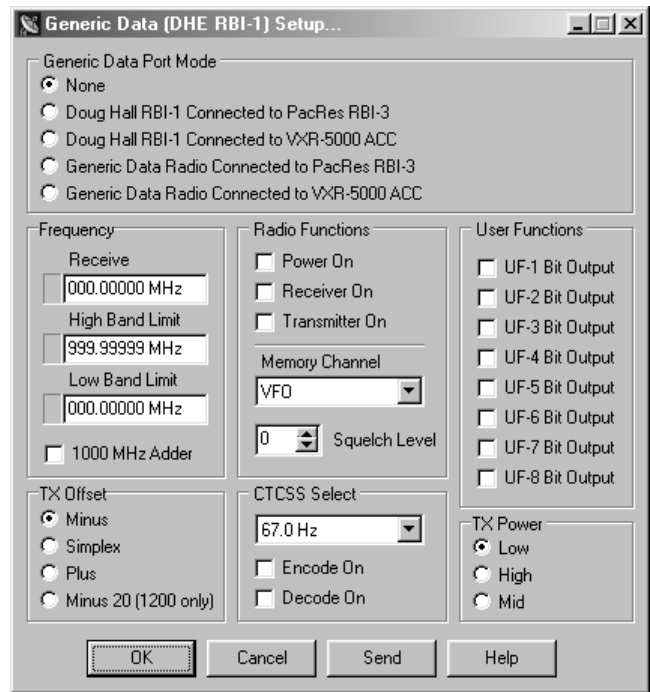 Generic Data (DHE RBI-1) Setup...
Generic Data Port Mode
None
Doug Hall RBI-1 Connected to PacRes RBI-3
Doug Hall RBI-1 Connected to VXR-5000 ACC
Generic Data Radio Connected to PacRes RBI-3
Generic Data Radio Connected to VXR-5000 ACC
Frequency
Receive
000.00000 MHz
High Band Limit
999.99999 MHz
Low Band Limit
000.00000 MHz
1000 MHz Adder
Radio Functions
Power On
Receiver On
Transmitter On
Memory Channel
VFO
0 Squelch Level
User Functions
UF-1 Bit Output
UF-2 Bit Output
UF-3 Bit Output
UF-4 Bit Output
UF-5 Bit Output
UF-6 Bit Output
UF-7 Bit Output
UF-8 Bit Output
TX Offset
Minus
Simplex
Plus
Minus 20 (1200 only)
CTCSS Select
67.0 Hz
Encode On
Decode On
TX Power
Low
High
Mid
OK Cancel Send Help